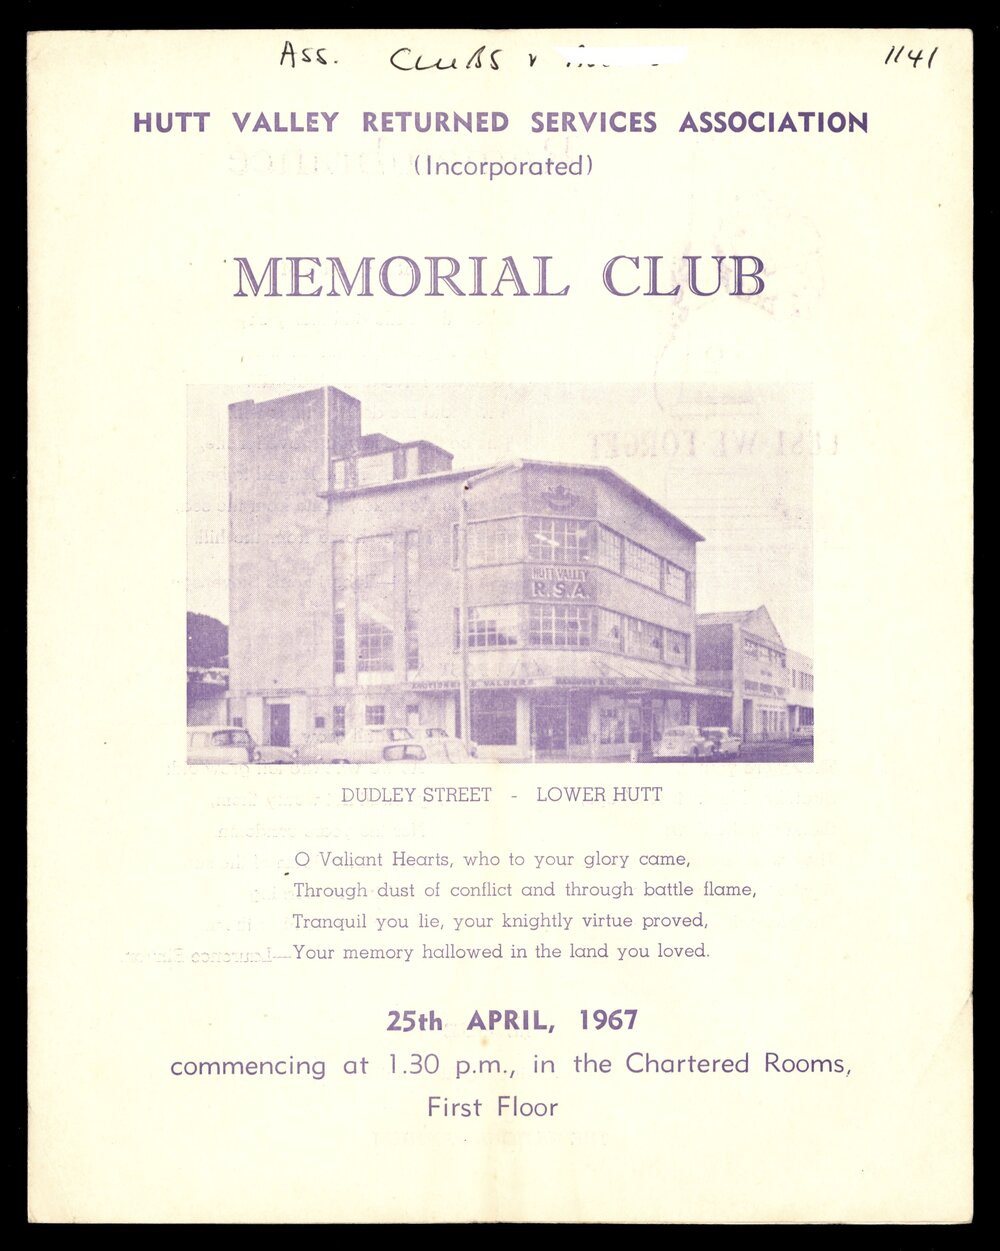 Ass. CLUBS &
1141
HUTT VALLEY RETURNED SERVICES ASSOCIATION
(Incorporated)
MEMORIAL CLUB
HUTT VALLEY
R.S.A.
DUDLEY STREET - LOWER HUTT
O Valiant Hearts, who to your glory came,
Through dust of conflict and through battle flame,
Tranquil you lie, your knightly virtue proved,
Your memory hallowed in the land you loved.
25th APRIL, 1967
commencing at 1.30 p.m., in the Chartered Rooms,
First Floor